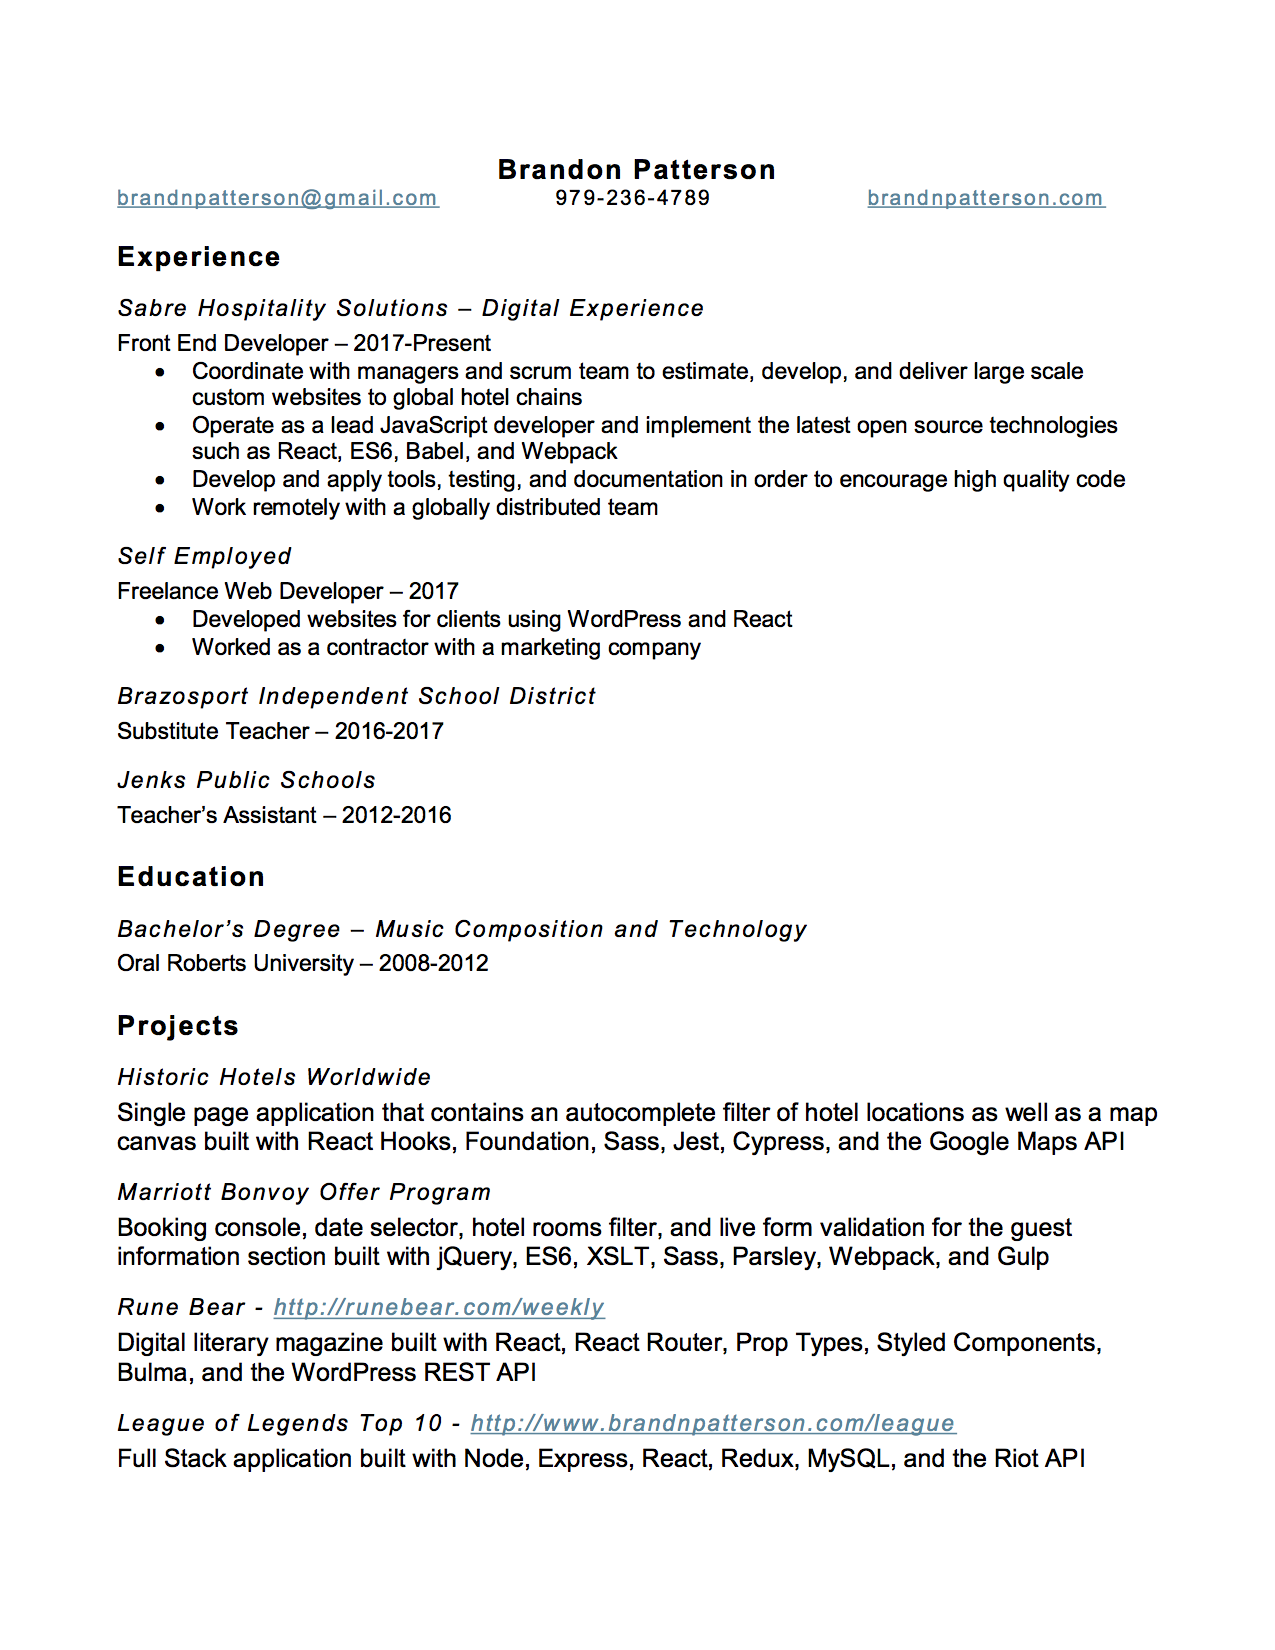 Brandon Patterson
brandnpatterson@gmail.com 979-236-4789 brandnpatterson.com
Experience
Sabre Hospitality Solutions – Digital Experience
Front End Developer – 2017-Present
• Coordinate with managers and scrum team to estimate, develop, and deliver large scale
custom websites to global hotel chains
• Operate as a lead JavaScript developer and implement the latest open source technologies
such as React, ES6, Babel, and Webpack
• Develop and apply tools, testing, and documentation in order to encourage high quality code
• Work remotely with a globally distributed team
Self Employed
Freelance Web Developer – 2017
• Developed websites for clients using WordPress and React
• Worked as a contractor with a marketing company
Brazosport Independent School District
Substitute Teacher – 2016-2017
Jenks Public Schools
Teacher’s Assistant – 2012-2016
Education
Bachelor’s Degree – Music Composition and Technology
Oral Roberts University – 2008-2012
Projects
Historic Hotels Worldwide
Single page application that contains an autocomplete filter of hotel locations as well as a map
canvas built with React Hooks, Foundation, Sass, Jest, Cypress, and the Google Maps API
Marriott Bonvoy Offer Program
Booking console, date selector, hotel rooms filter, and live form validation for the guest
information section built with jQuery, ES6, XSLT, Sass, Parsley, Webpack, and Gulp
Rune Bear - http://runebear.com/weekly
Digital literary magazine built with React, React Router, Prop Types, Styled Components,
Bulma, and the WordPress REST API
League of Legends Top 10 - http://www.brandnpatterson.com/league
Full Stack application built with Node, Express, React, Redux, MySQL, and the Riot API